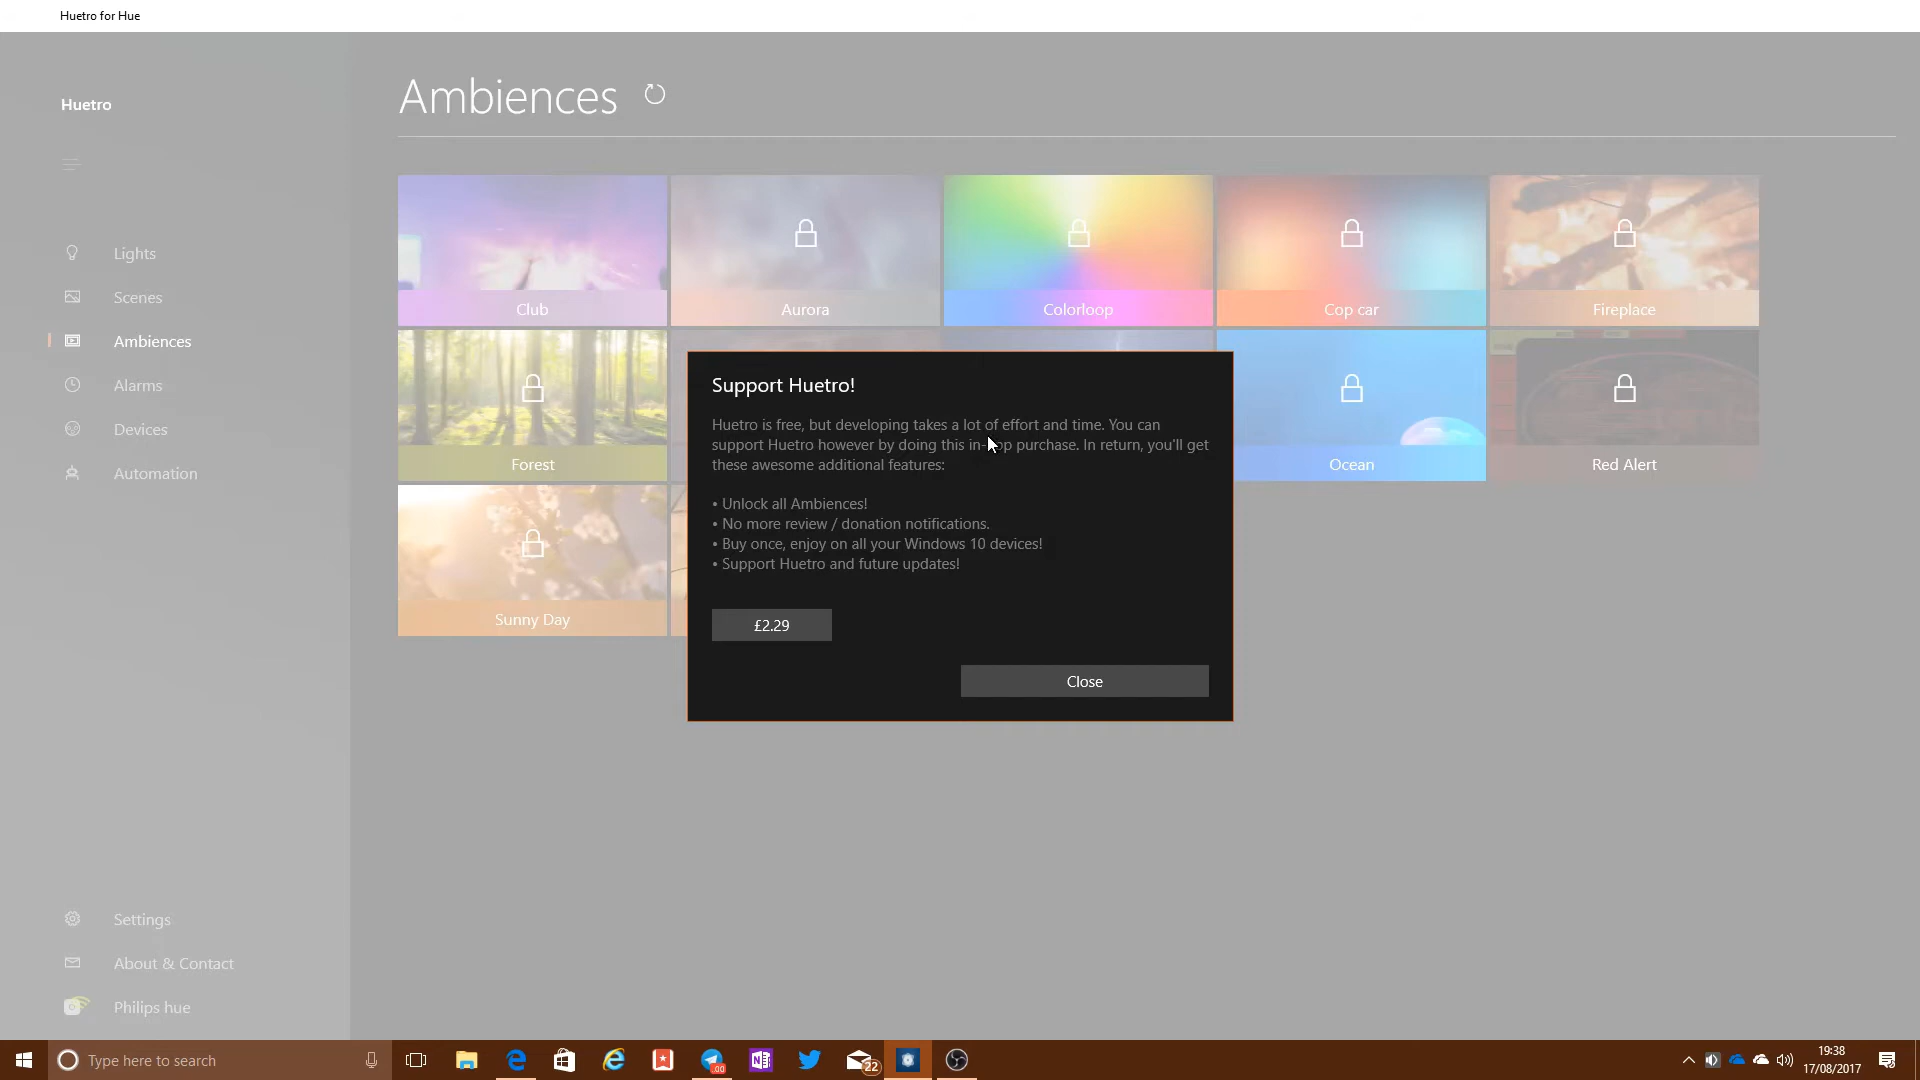 Huetro for Hue
Huetro
Ambiences
Lights
Scenes
Ambiences
Alarms
Devices
Automation
Club
Aurora
Colorloop
Cop car
Fireplace
Forest
Ocean
Red Alert
Sunny Day
Support Huetro!
Huetro is free, but developing takes a lot of effort and time. You can
support Huetro however by doing this in-app purchase. In return, you'll get
these awesome additional features:
• Unlock all Ambiences!
• No more review / donation notifications.
• Buy once, enjoy on all your Windows 10 devices!
• Support Huetro and future updates!
£2.29
Close
Settings
About & Contact
Philips hue
Type here to search
22
19:38
17/08/2017